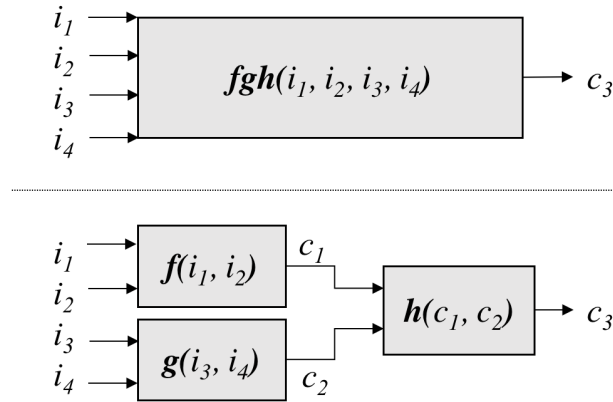 i₁
i₂
i₃
i₄
fgh(i₁, i₂, i₃, i₄)
c₃
i₁
i₂
i₃
i₄
f(i₁, i₂)
g(i₃, i₄)
c₁
c₂
h(c₁, c₂)
c₃